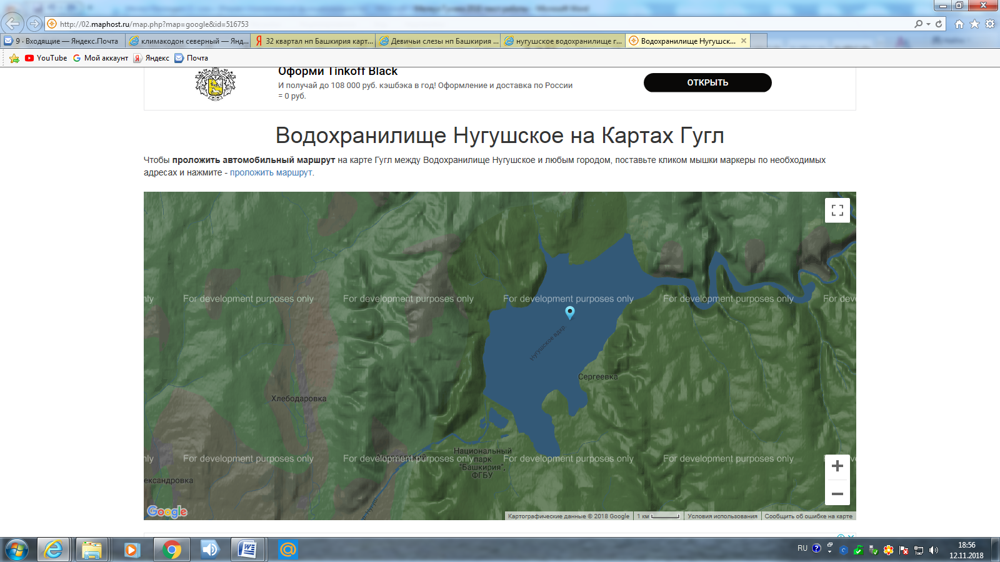 http://02.maphost.ru/map.php?map=google&id=516753
9 · Входящие — Яндекс.Почта
климакодон северный — Янд...
32 квартал нп Башкирия карт...
Девичьи слезы нп Башкирия ...
нугушское водохранилище г...
Водохранилище Нугушск...
YouTube
Мой аккаунт
Яндекс
Почта
Оформи Tinkoff Black
И получай до 108 000 руб. кэшбэка в год! Оформление и доставка по России
= 0 руб.
ОТКРЫТЬ
Водохранилище Нугушское на Картах Гугл
Чтобы проложить автомобильный маршрут на карте Гугл между Водохранилище Нугушское и любым городом, поставьте кликом мышки маркеры по необходимых
адресах и нажмите - проложить маршрут.
nly For development purposes only For development purposes only For development purposes only For development purposes only For deve
Нугушское вдхр.
Сергеевка
Хлебодаровка
Национальный
парк
"Башкирия",
ФГБУ
nly For development purposes only For development purposes only For development purposes only For development purposes only For deve
ександровка
р-Нугуш
Google
Картографические данные © 2018 Google
1 км
Условия использования
Сообщить об ошибке на карте
RU
18:56
12.11.2018